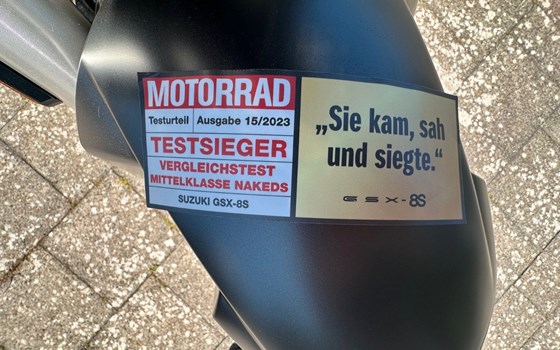 MOTORRAD
Testurteil Ausgabe 15/2023
TESTSIEGER
VERGLEICHSTEST
MITTELKLASSE NAKEDS
SUZUKI GSX-8S
„Sie kam, sah
und siegte.“
GSX-8S